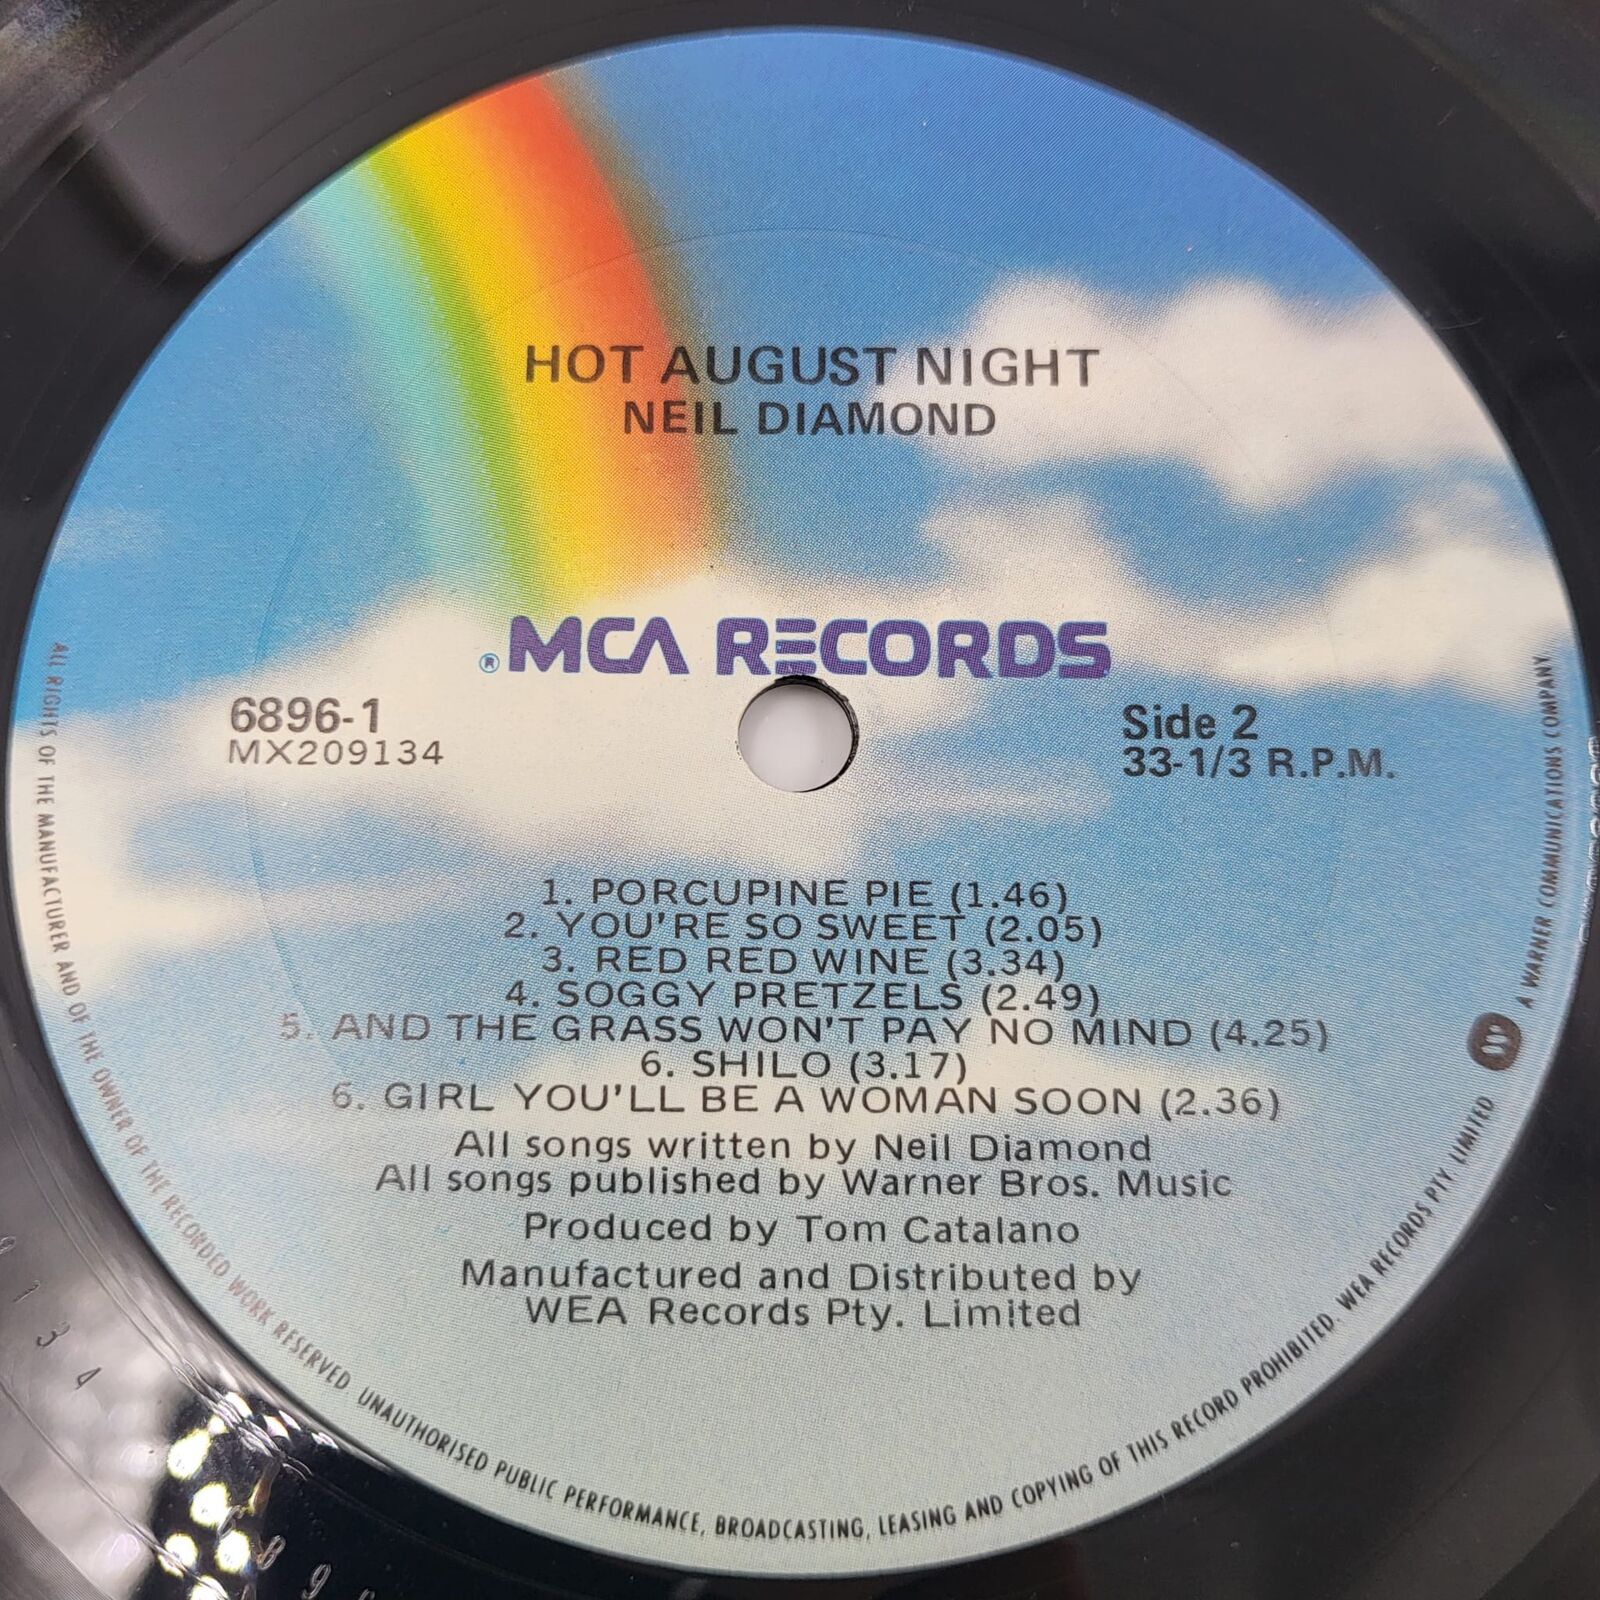 HOT AUGUST NIGHT
NEIL DIAMOND
® MCA RECORDS
6896-1
MX209134
Side 2
33-1/3 R.P.M.
1. PORCUPINE PIE (1.46)
2. YOU'RE SO SWEET (2.05)
3. RED RED WINE (3.34)
4. SOGGY PRETZELS (2.49)
5. AND THE GRASS WON'T PAY NO MIND (4.25)
6. SHILO (3.17)
6. GIRL YOU'LL BE A WOMAN SOON (2.36)
All songs written by Neil Diamond
All songs published by Warner Bros. Music
Produced by Tom Catalano
Manufactured and Distributed by
WEA Records Pty. Limited
ALL RIGHTS OF THE MANUFACTURER AND OF THE OWNER OF THE RECORDED WORK RESERVED UNAUTHORISED PUBLIC PERFORMANCE, BROADCASTING, LEASING AND COPYING OF THIS RECORD PROHIBITED. WEA RECORDS PTY. LIMITED A WARNER COMMUNICATIONS COMPANY